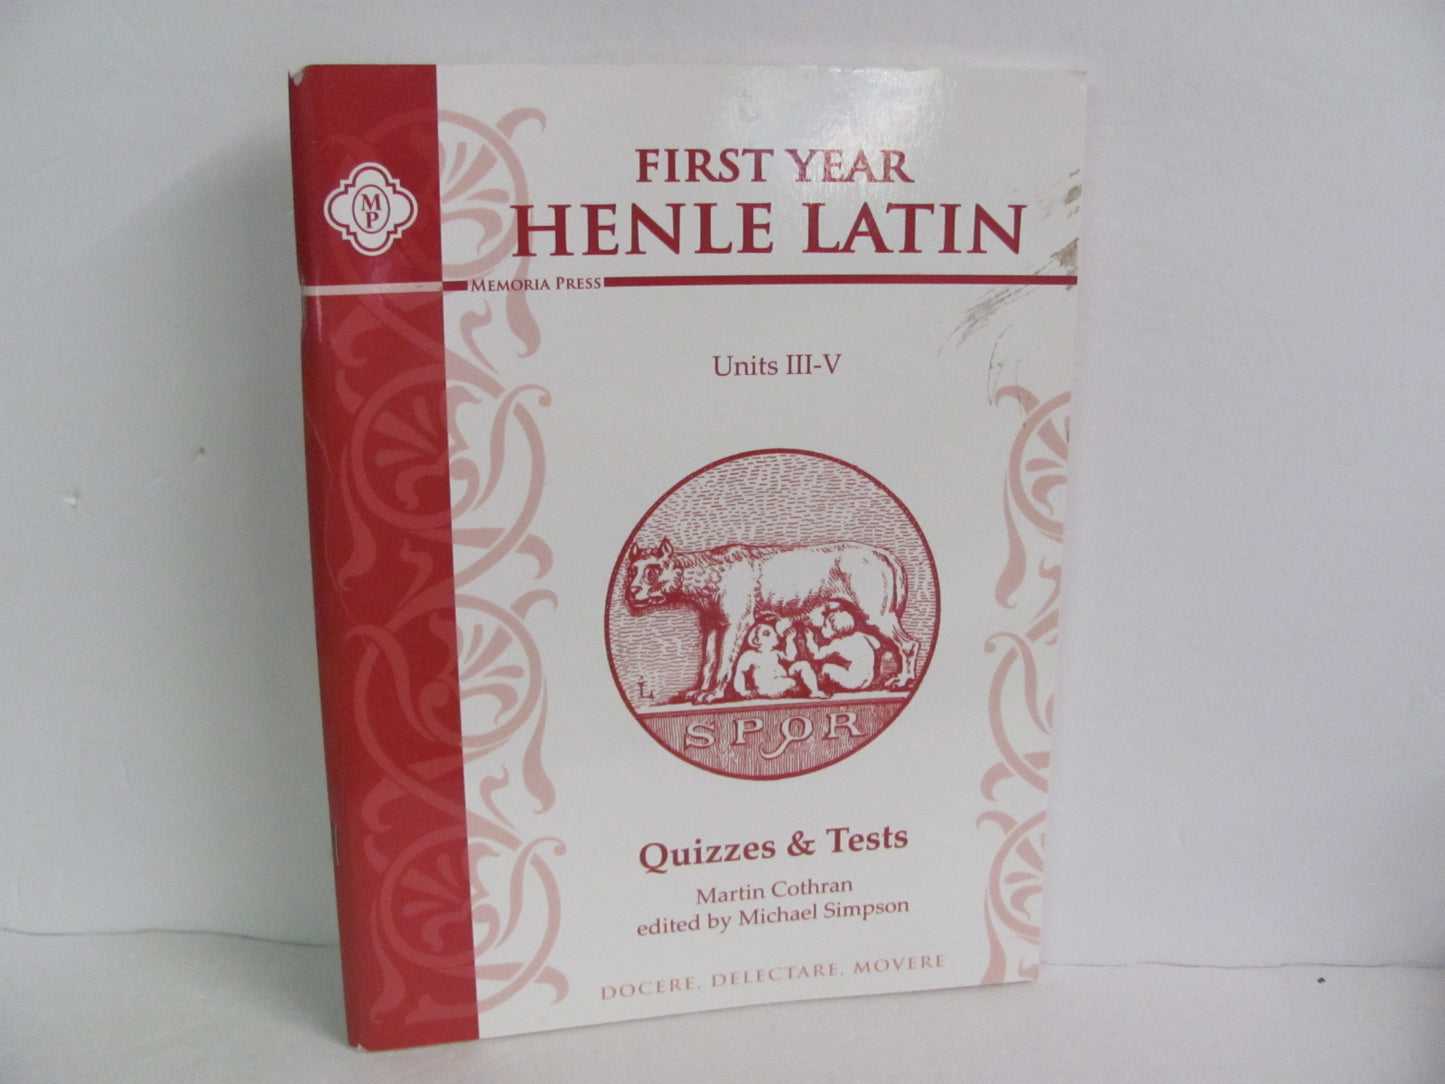 MP
FIRST YEAR
HENLE LATIN
MEMORIA PRESS
Units III-V
L
SPQR
Quizzes & Tests
Martin Cothran
edited by Michael Simpson
DOCERE, DELECTARE, MOVERE